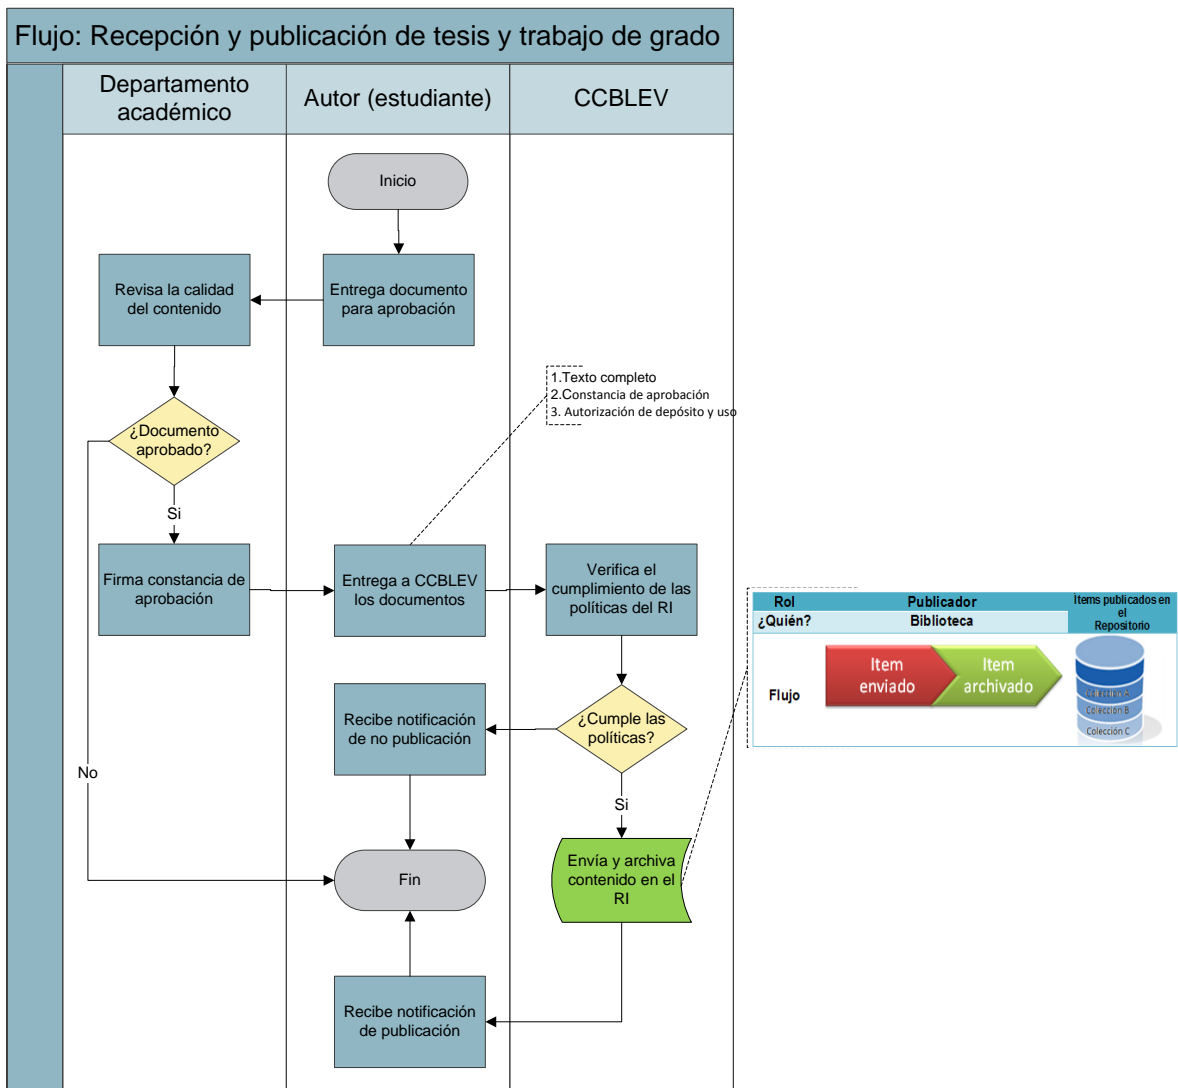 Flujo: Recepción y publicación de tesis y trabajo de grado
Departamento
académico
Autor (estudiante)
CCBLEV
Inicio
Revisa la calidad
del contenido
Entrega documento
para aprobación
1.Texto completo
2.Constancia de aprobación
3. Autorización de depósito y uso
¿Documento
aprobado?
Si
Firma constancia de
aprobación
Entrega a CCBLEV
los documentos
Verifica el
cumplimiento de las
políticas del RI
Rol
Publicador
Ítems publicados en
el
Repositorio
¿Quién?
Biblioteca
Flujo
Item
enviado
Item
archivado
Colección A
Colección B
Colección C
Recibe notificación
de no publicación
¿Cumple las
políticas?
No
Si
Envía y archiva
contenido en el
RI
Fin
Recibe notificación
de publicación